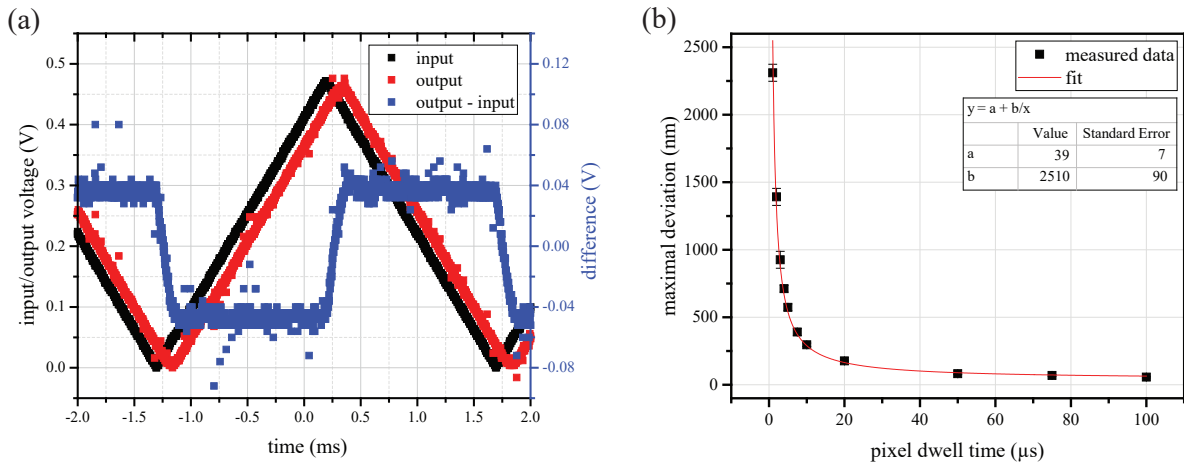 (a)
input/output voltage (V)
0.5
0.4
0.3
0.2
0.1
0.0
input
output
output - input
0.12
0.08
0.04
0.00
-0.04
-0.08
difference (V)
-2.0 -1.5 -1.0 -0.5 0.0 0.5 1.0 1.5 2.0
time (ms)
(b)
maximal deviation (nm)
2500
2000
1500
1000
500
0
measured data
fit
y = a + b/x
Value Standard Error
a 39 7
b 2510 90
0 20 40 60 80 100
pixel dwell time (µs)